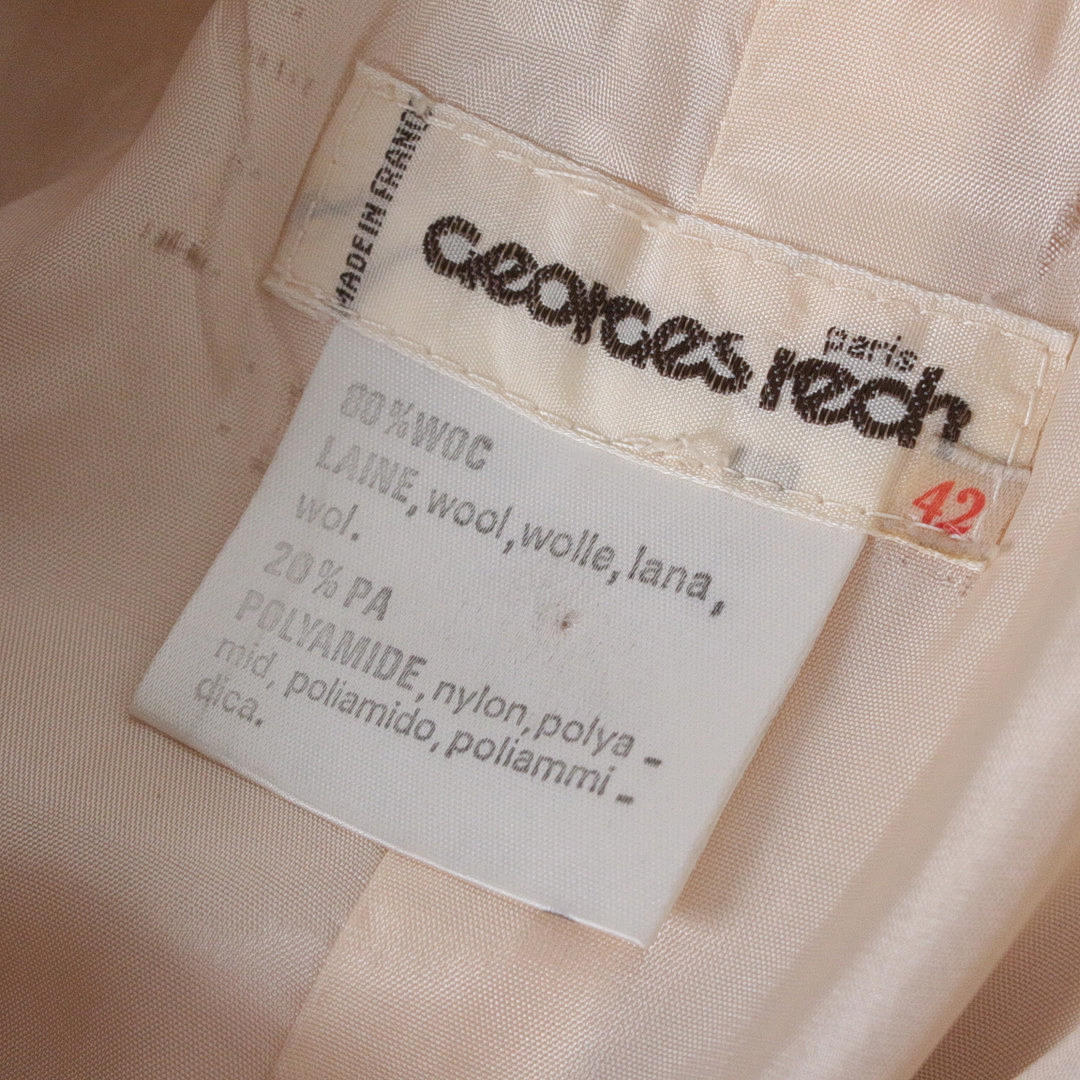 MADE IN FRANCE
paris
Georges rech
42
80%WOC
LAINE, wool, wolle, lana,
wol.
20% PA
POLYAMIDE, nylon, polya -
mid, poliamido, poliammi -
dica.